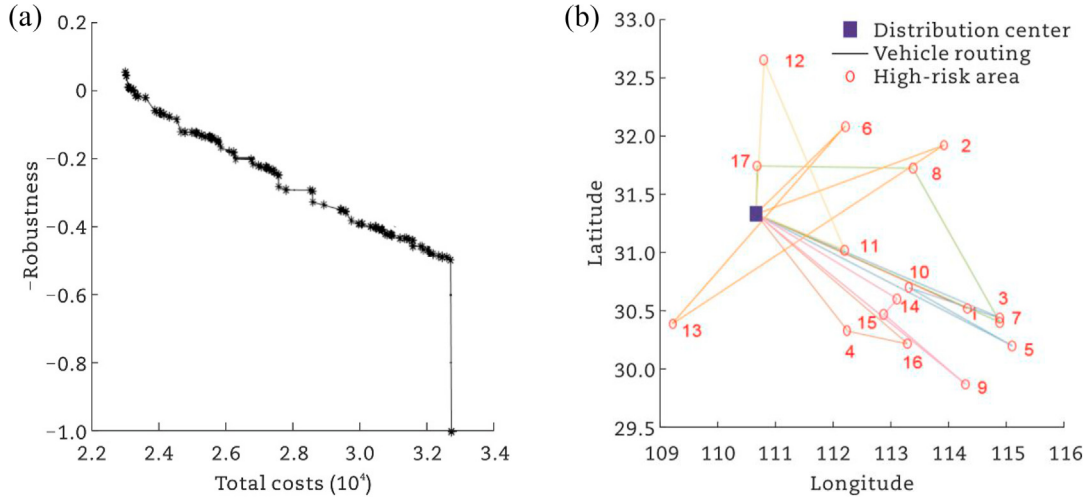 (a)
0.2
0
−0.2
−0.4
−0.6
−0.8
−1.0
−Robustness
2.2 2.4 2.6 2.8 3.0 3.2 3.4
Total costs (10⁴)
(b)
33.0
32.5
32.0
31.5
31.0
30.5
30.0
29.5
Latitude
Distribution center
Vehicle routing
High-risk area
12
6
2
17
8
11
10
3
14
1
7
13
15
4
16
5
9
109 110 111 112 113 114 115 116
Longitude